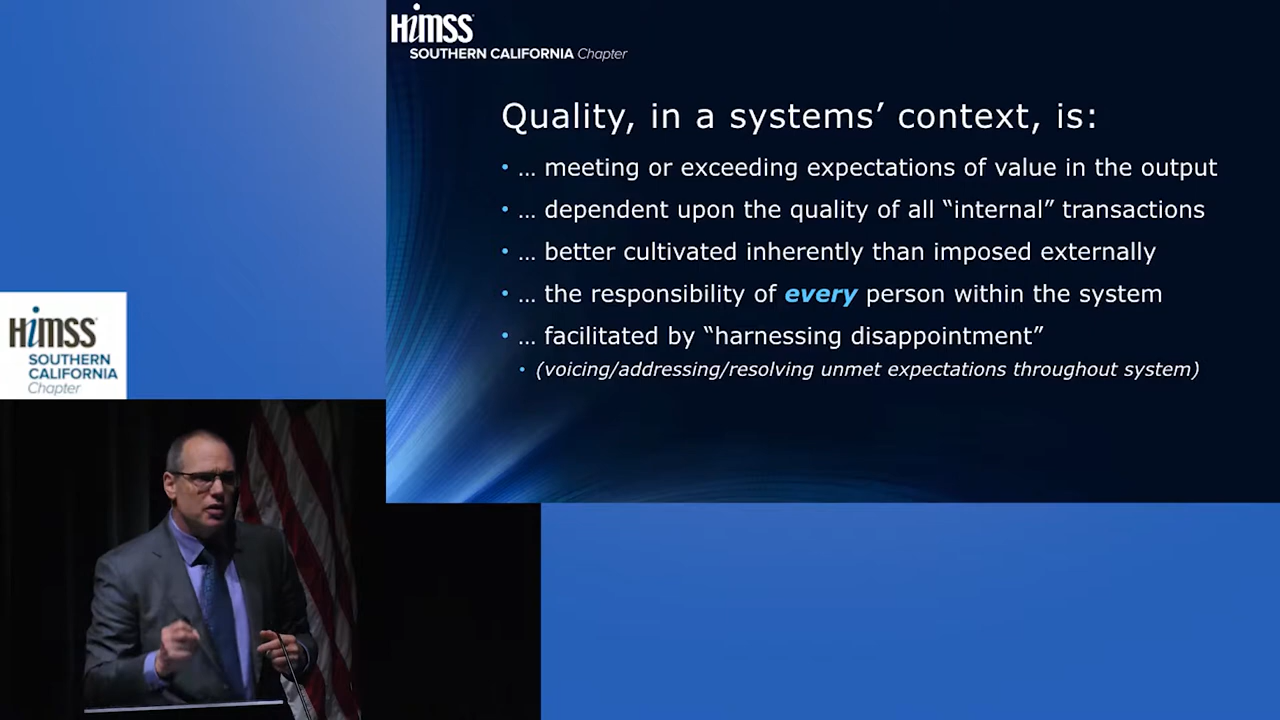 HiMSS
SOUTHERN CALIFORNIA Chapter
Quality, in a systems’ context, is:
• … meeting or exceeding expectations of value in the output
• … dependent upon the quality of all “internal” transactions
• … better cultivated inherently than imposed externally
• … the responsibility of every person within the system
• … facilitated by “harnessing disappointment”
• (voicing/addressing/resolving unmet expectations throughout system)
HiMSS
SOUTHERN
CALIFORNIA
Chapter